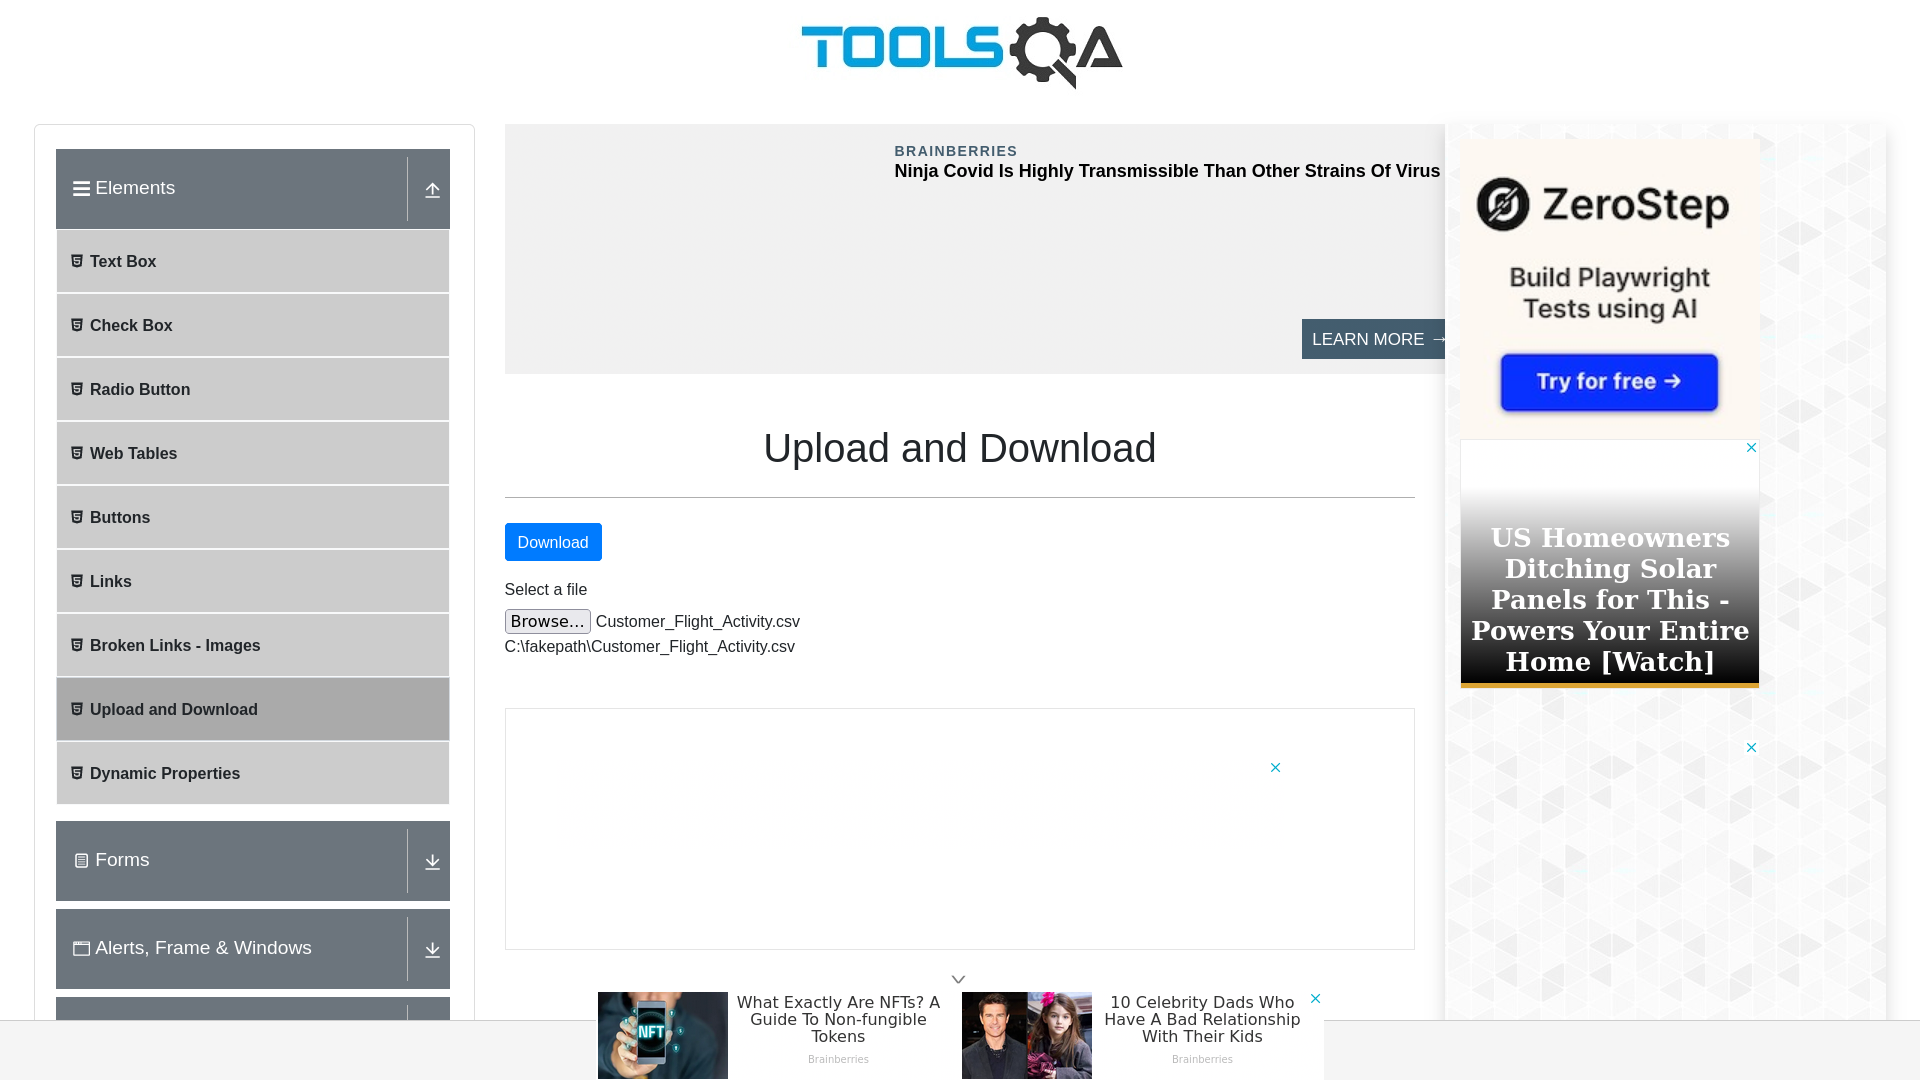 TOOLSQA
Elements
Text Box
Check Box
Radio Button
Web Tables
Buttons
Links
Broken Links - Images
Upload and Download
Dynamic Properties
Forms
Alerts, Frame & Windows
BRAINBERRIES
Ninja Covid Is Highly Transmissible Than Other Strains Of Virus
LEARN MORE →
Upload and Download
Download
Select a file
Browse... Customer_Flight_Activity.csv
C:\fakepath\Customer_Flight_Activity.csv
ZeroStep
Build Playwright
Tests using AI
Try for free →
US Homeowners
Ditching Solar
Panels for This -
Powers Your Entire
Home [Watch]
NFT
What Exactly Are NFTs? A
Guide To Non-fungible
Tokens
Brainberries
10 Celebrity Dads Who
Have A Bad Relationship
With Their Kids
Brainberries